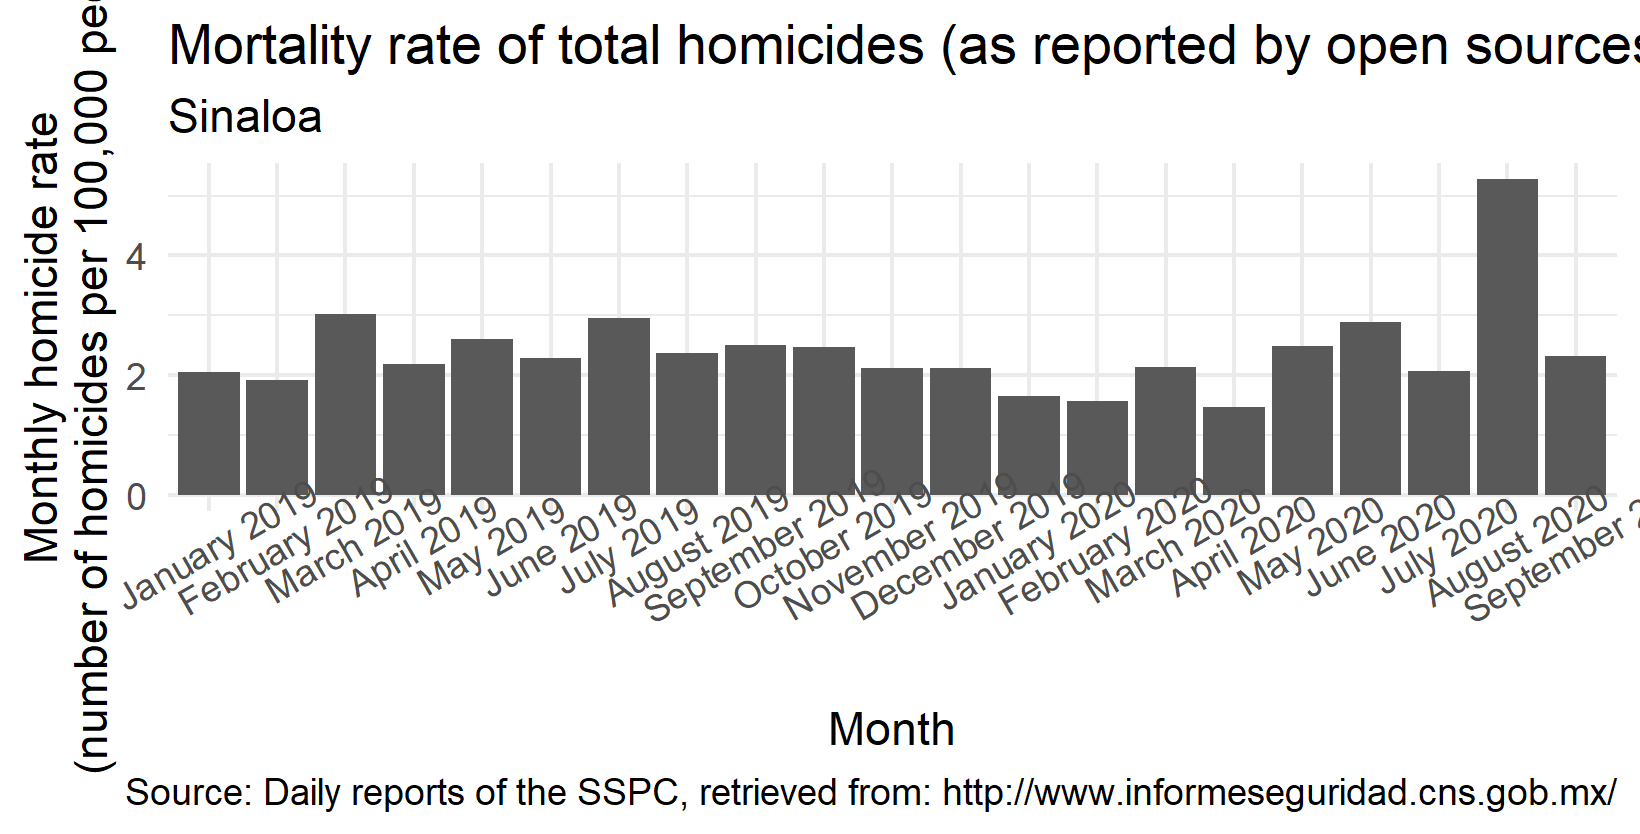 Mortality rate of total homicides (as reported by open sources
Sinaloa
Monthly homicide rate
(number of homicides per 100,000
4
2
0
January 2019
February 2019
March 2019
April 2019
May 2019
June 2019
July 2019
August 2019
September 2019
October 2019
November 2019
December 2019
January 2020
February 2020
March 2020
April 2020
May 2020
June 2020
July 2020
August 2020
September
Month
Source: Daily reports of the SSPC, retrieved from: http://www.informeseguridad.cns.gob.mx/